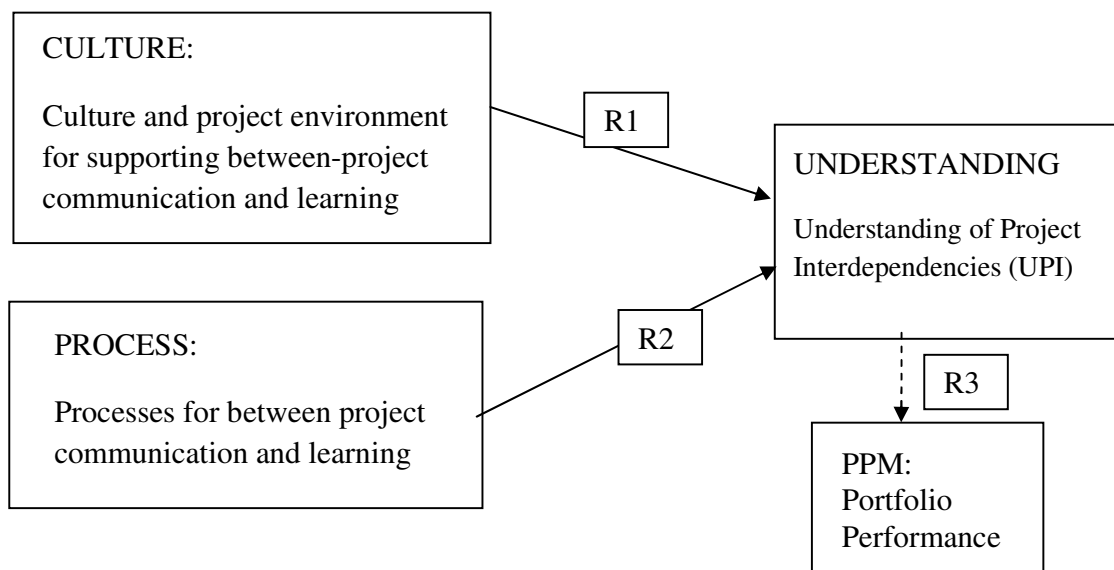 CULTURE:
Culture and project environment
for supporting between-project
communication and learning
R1
UNDERSTANDING
Understanding of Project
Interdependencies (UPI)
PROCESS:
Processes for between project
communication and learning
R2
R3
PPM:
Portfolio
Performance